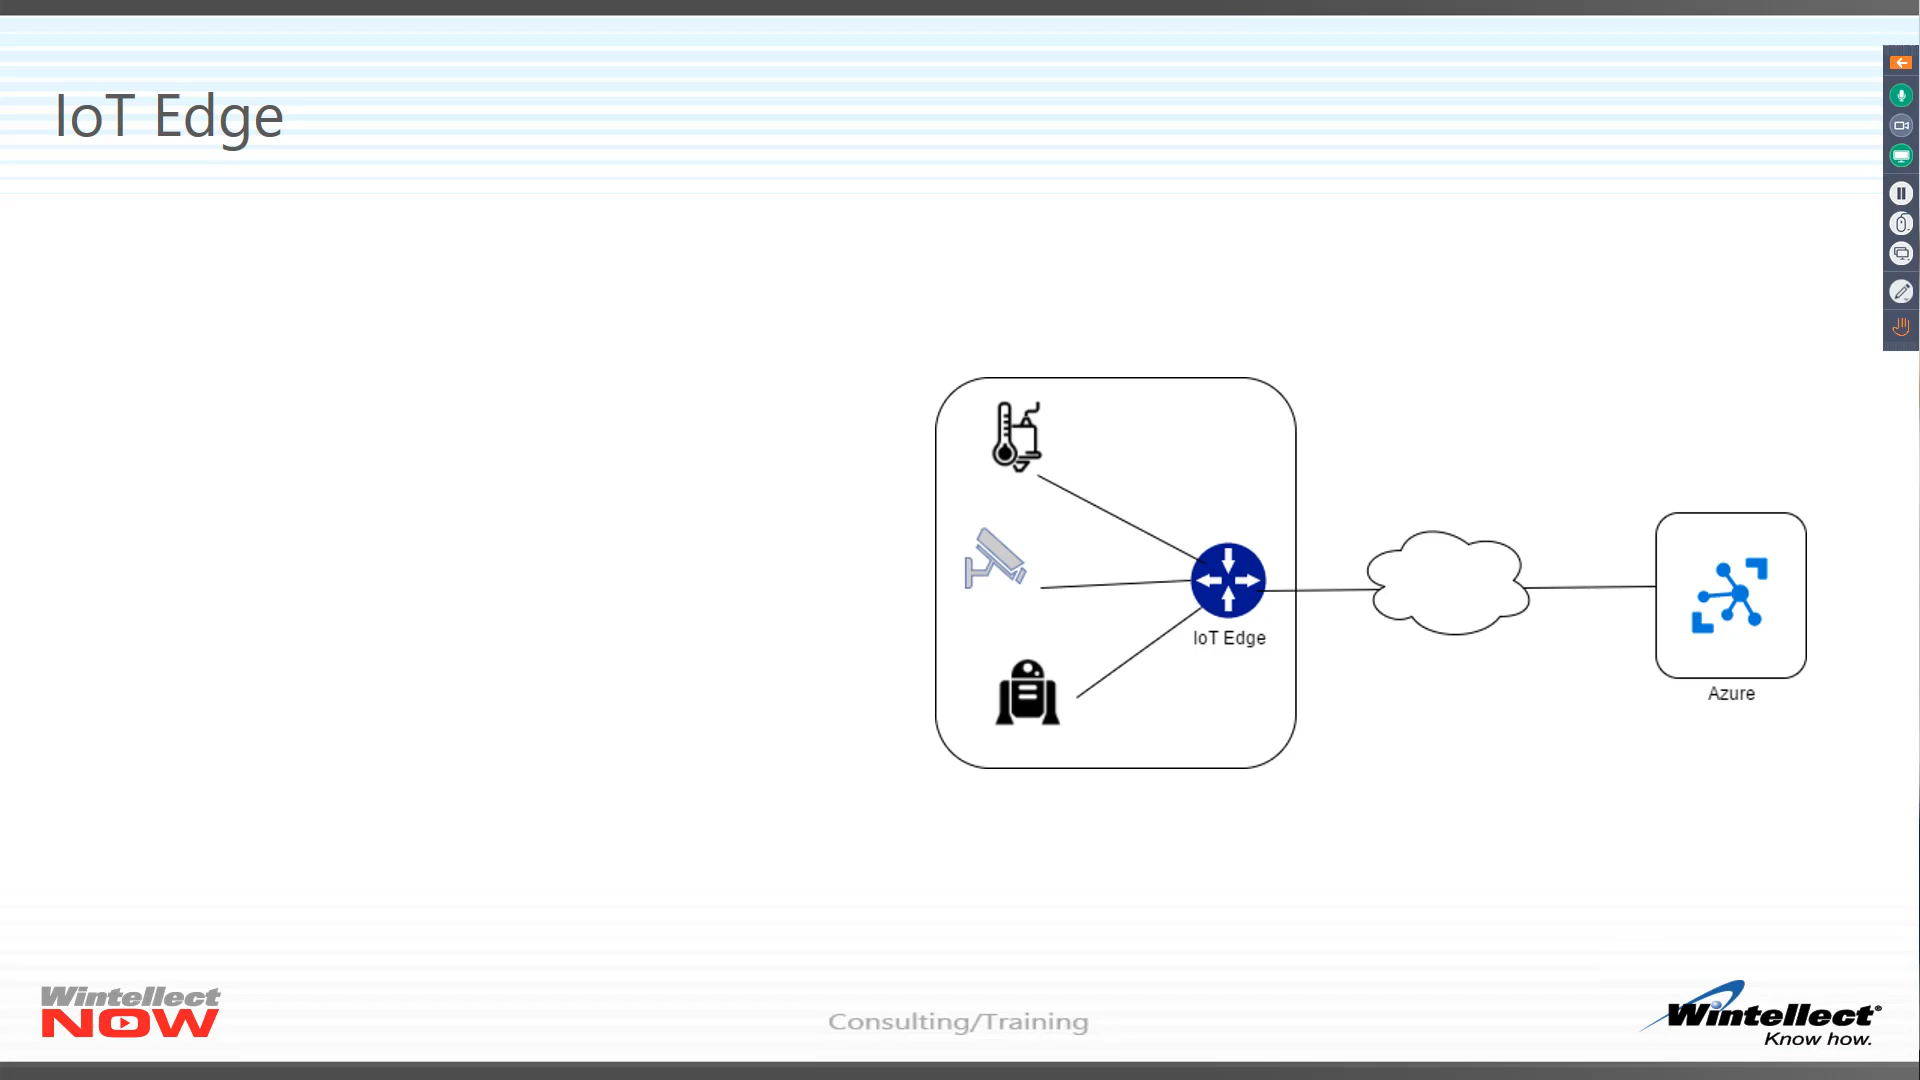 IoT Edge
IoT Edge
Azure
Wintellect
NOW
Consulting/Training
Wintellect®
Know how.